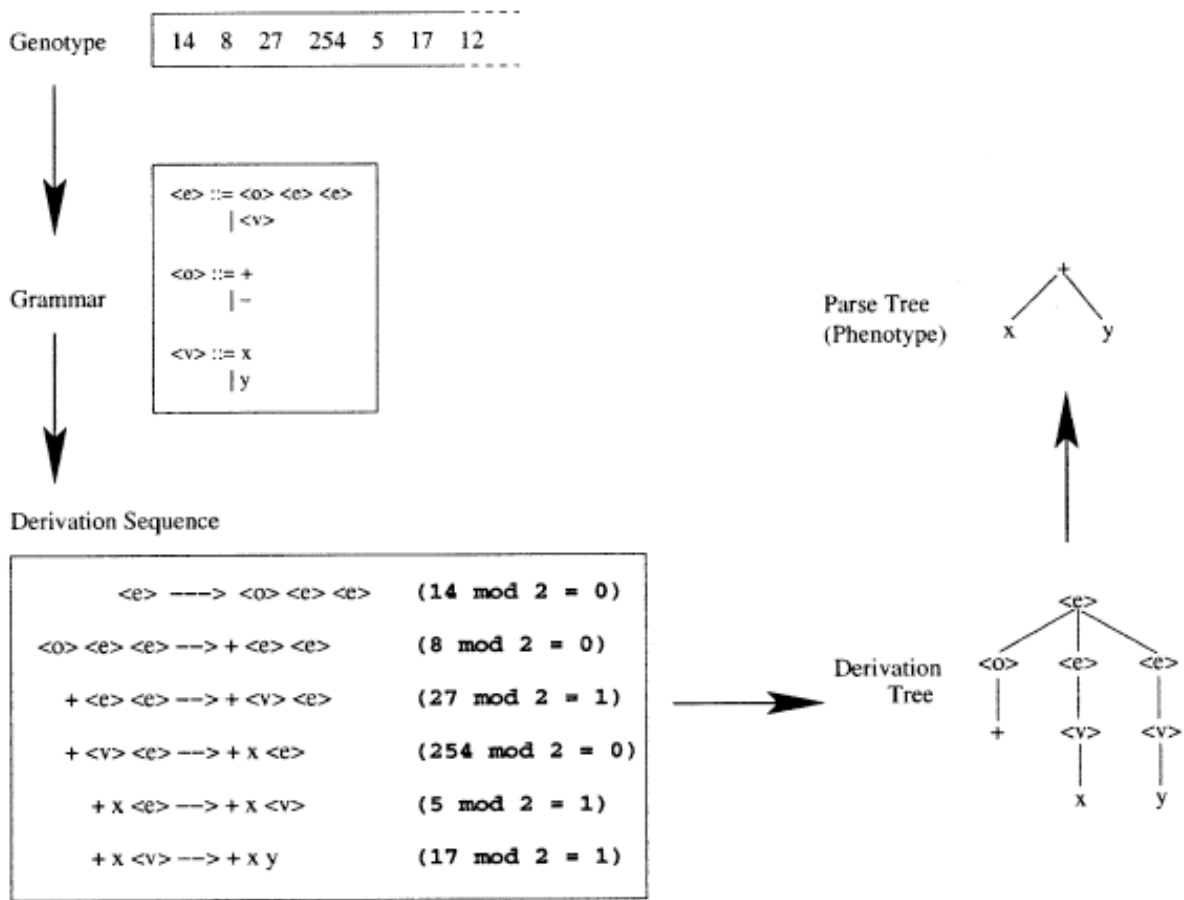 Genotype
14 8 27 254 5 17 12
<e> ::= <o> <e> <e>
| <v>
<o> ::= +
| –
<v> ::= x
| y
Grammar
Derivation Sequence
<e> –––> <o> <e> <e> (14 mod 2 = 0)
<o> <e> <e> ––> + <e> <e> (8 mod 2 = 0)
+ <e> <e> ––> + <v> <e> (27 mod 2 = 1)
+ <v> <e> ––> + x <e> (254 mod 2 = 0)
+ x <e> ––> + x <v> (5 mod 2 = 1)
+ x <v> ––> + x y (17 mod 2 = 1)
Parse Tree
(Phenotype)
+
x y
Derivation
Tree
<e>
<o> <e> <e>
+ <v> <v>
x y